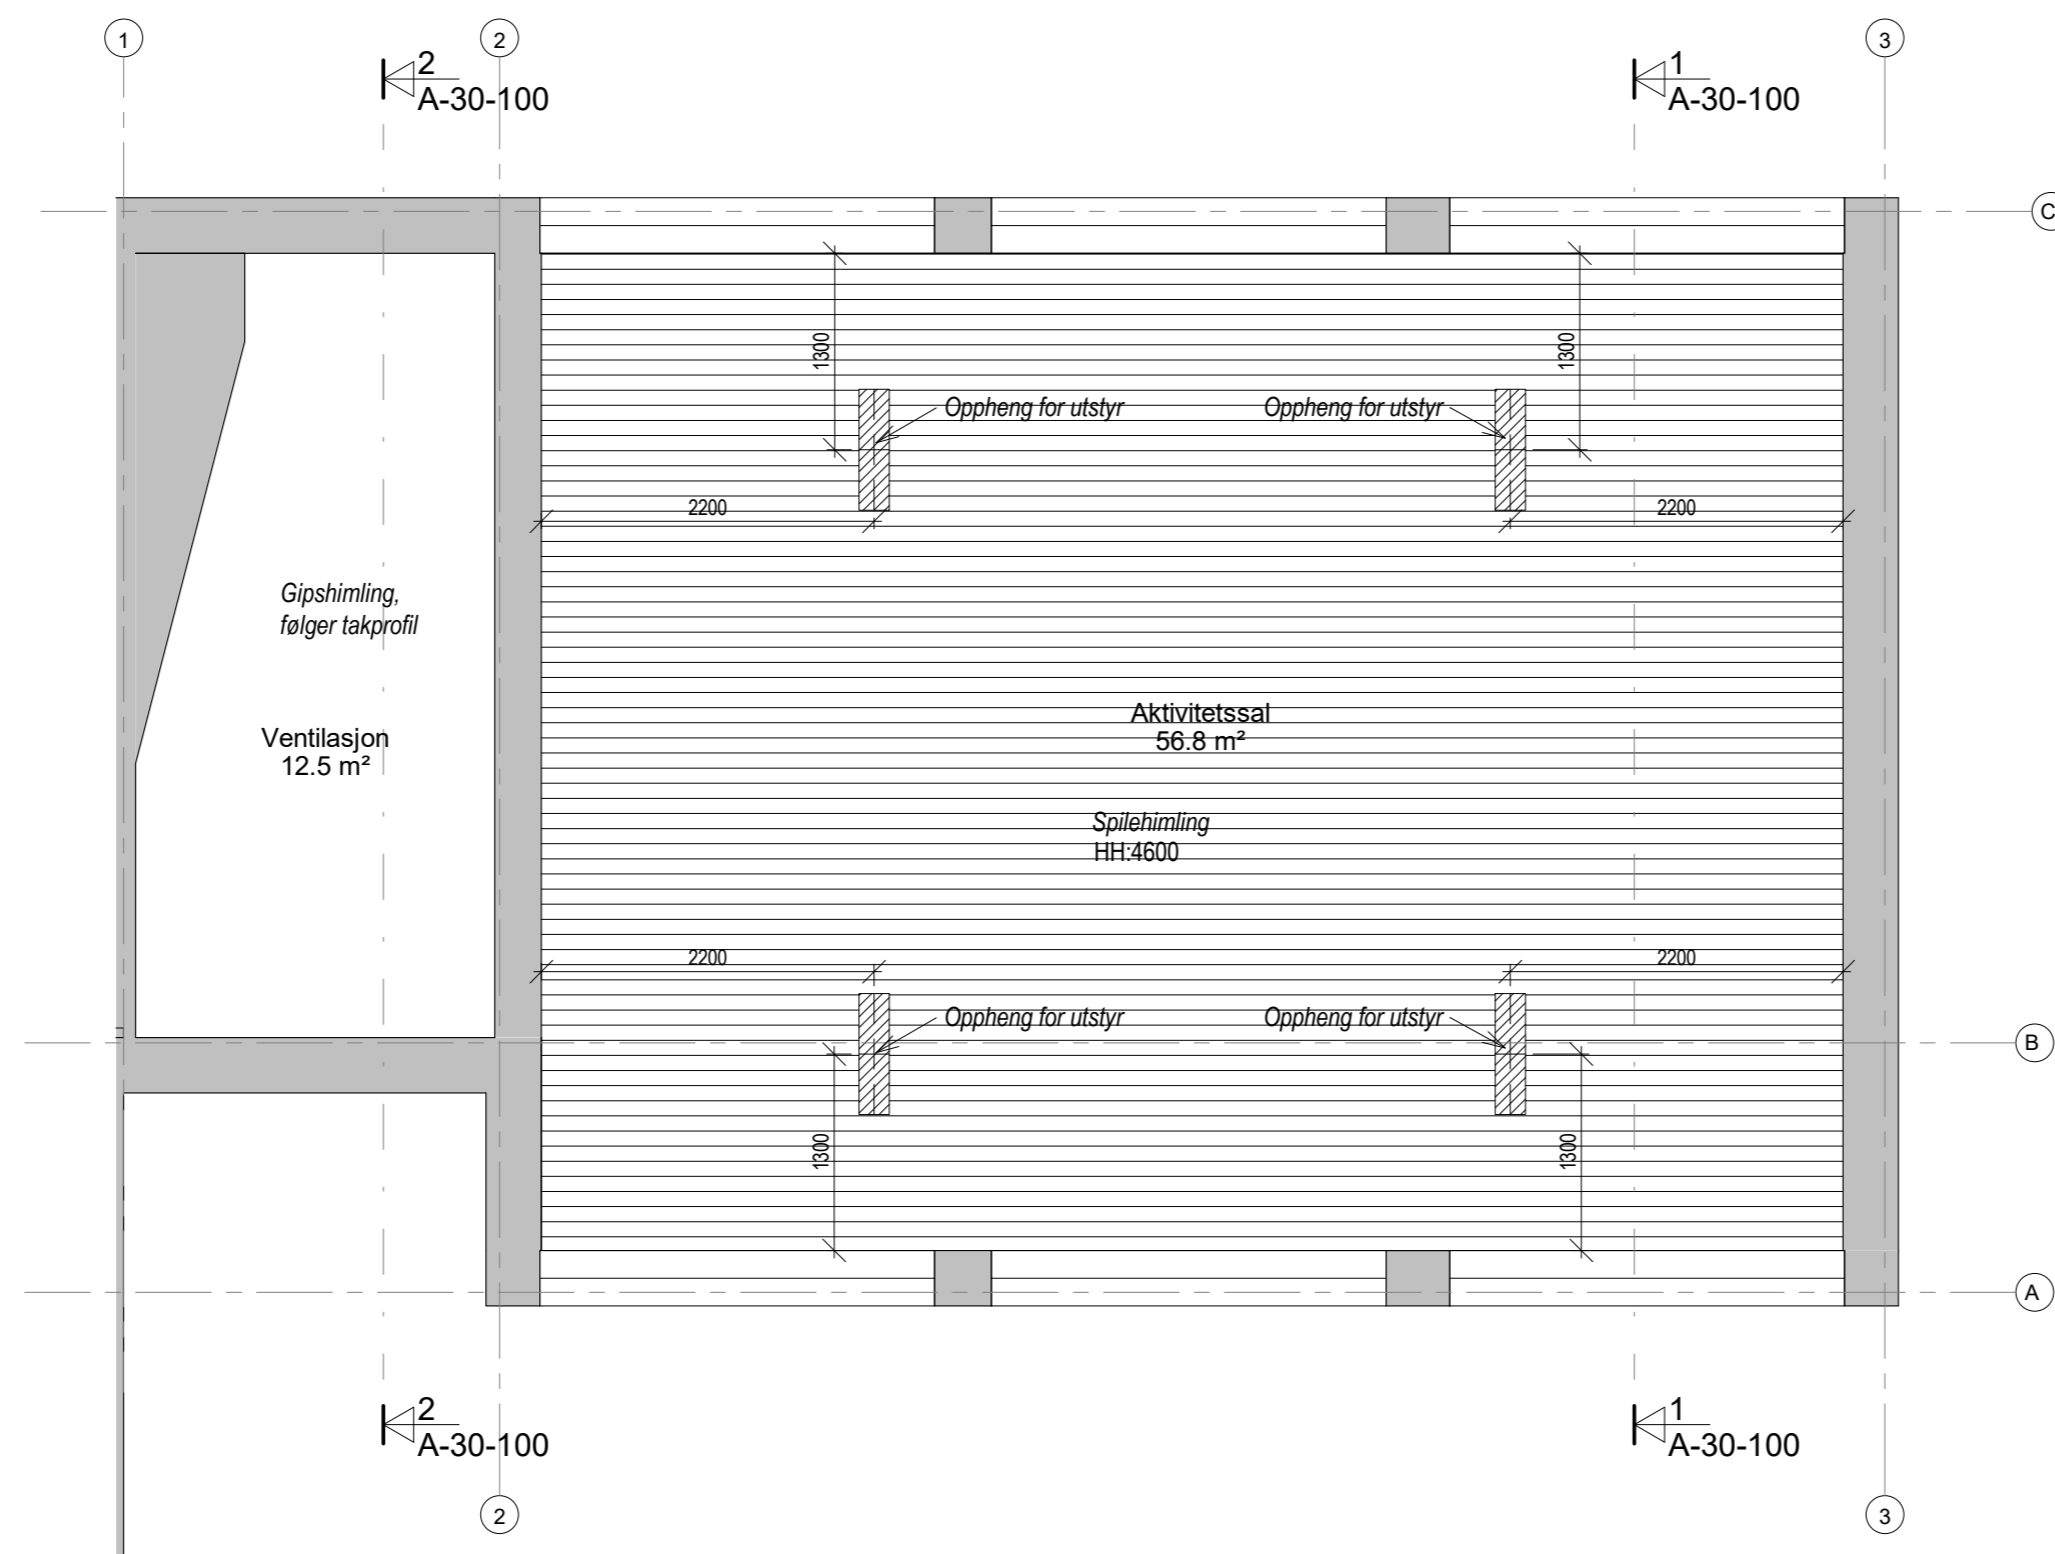 1
2
3
2
A-30-100
1
A-30-100
C
1300
1300
Oppheng for utstyr
Oppheng for utstyr
2200
2200
Gipshimling,
følger takprofil
Ventilasjon
12.5 m²
Aktivitetssal
56.8 m²
Spilehimling
HH:4600
2200
2200
Oppheng for utstyr
Oppheng for utstyr
B
1300
1300
A
2
A-30-100
1
A-30-100
2
3